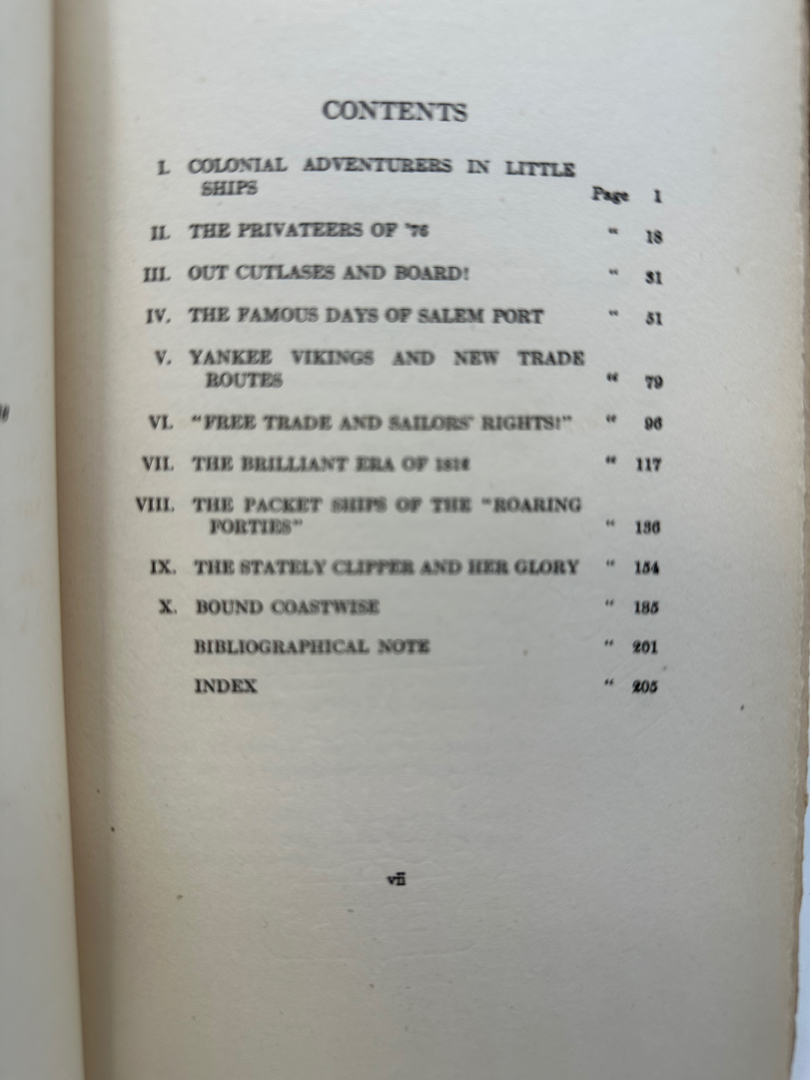 CONTENTS
I. COLONIAL ADVENTURERS IN LITTLE
SHIPS Page 1
II. THE PRIVATEERS OF '76 " 18
III. OUT CUTLASES AND BOARD! " 31
IV. THE FAMOUS DAYS OF SALEM PORT " 51
V. YANKEE VIKINGS AND NEW TRADE
ROUTES " 79
VI. "FREE TRADE AND SAILORS' RIGHTS!" " 96
VII. THE BRILLIANT ERA OF 1812 " 117
VIII. THE PACKET SHIPS OF THE "ROARING
FORTIES" " 136
IX. THE STATELY CLIPPER AND HER GLORY " 154
X. BOUND COASTWISE " 185
BIBLIOGRAPHICAL NOTE " 201
INDEX " 205
vii